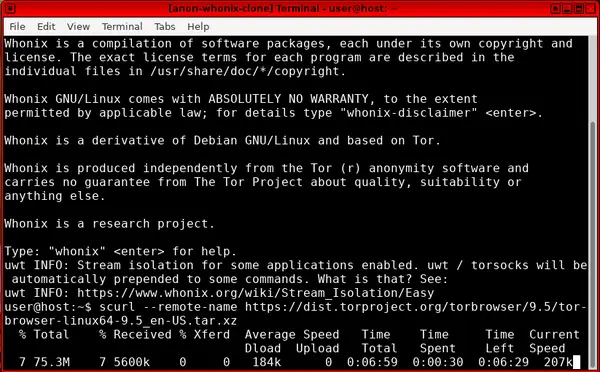 [anon-whonix-clone] Terminal - user@host: ~
File Edit View Terminal Tabs Help
Whonix is a compilation of software packages, each under its own copyright and
license. The exact license terms for each program are described in the
individual files in /usr/share/doc/*/copyright.
Whonix GNU/Linux comes with ABSOLUTELY NO WARRANTY, to the extent
permitted by applicable law; for details type "whonix-disclaimer" <enter>.
Whonix is a derivative of Debian GNU/Linux and based on Tor.
Whonix is produced independently from the Tor (r) anonymity software and
carries no guarantee from The Tor Project about quality, suitability or
anything else.
Whonix is a research project.
Type: "whonix" <enter> for help.
uwt INFO: Stream isolation for some applications enabled. uwt / torsocks will be
automatically prepended to some commands. What is that? See:
uwt INFO: https://www.whonix.org/wiki/Stream_Isolation/Easy
user@host:~$ scurl --remote-name https://dist.torproject.org/torbrowser/9.5/tor-
browser-linux64-9.5_en-US.tar.xz
% Total % Received % Xferd Average Speed Time Time Time Current
Dload Upload Total Spent Left Speed
7 75.3M 7 5600k 0 0 184k 0 0:06:59 0:00:30 0:06:29 207k